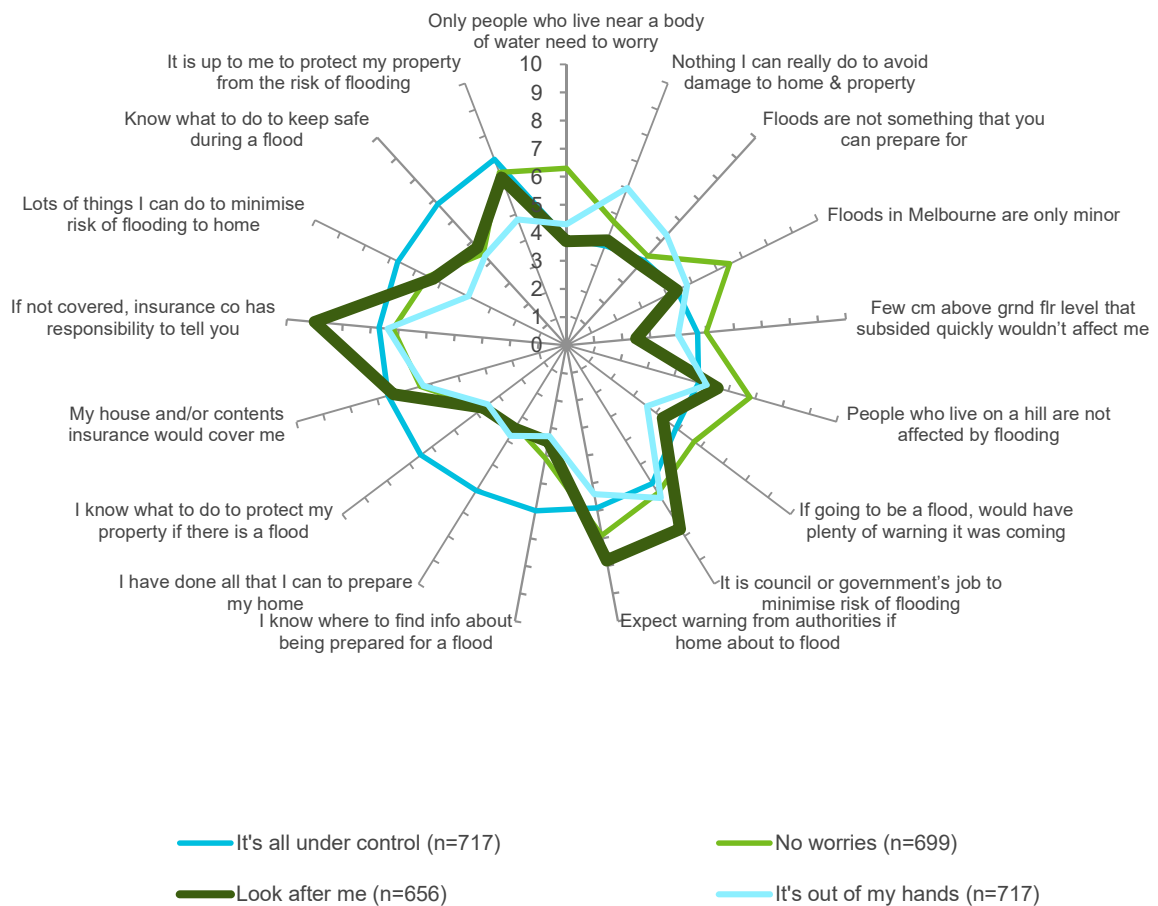 Only people who live near a body
of water need to worry
Nothing I can really do to avoid
damage to home & property
Floods are not something that you
can prepare for
Floods in Melbourne are only minor
Few cm above grnd flr level that
subsided quickly wouldn’t affect me
People who live on a hill are not
affected by flooding
If going to be a flood, would have
plenty of warning it was coming
It is council or government’s job to
minimise risk of flooding
Expect warning from authorities if
home about to flood
I know where to find info about
being prepared for a flood
I have done all that I can to prepare
my home
I know what to do to protect my
property if there is a flood
My house and/or contents
insurance would cover me
If not covered, insurance co has
responsibility to tell you
Lots of things I can do to minimise
risk of flooding to home
Know what to do to keep safe
during a flood
It is up to me to protect my property
from the risk of flooding
10
9
8
7
6
5
4
3
2
1
0
It's all under control (n=717)
No worries (n=699)
Look after me (n=656)
It's out of my hands (n=717)